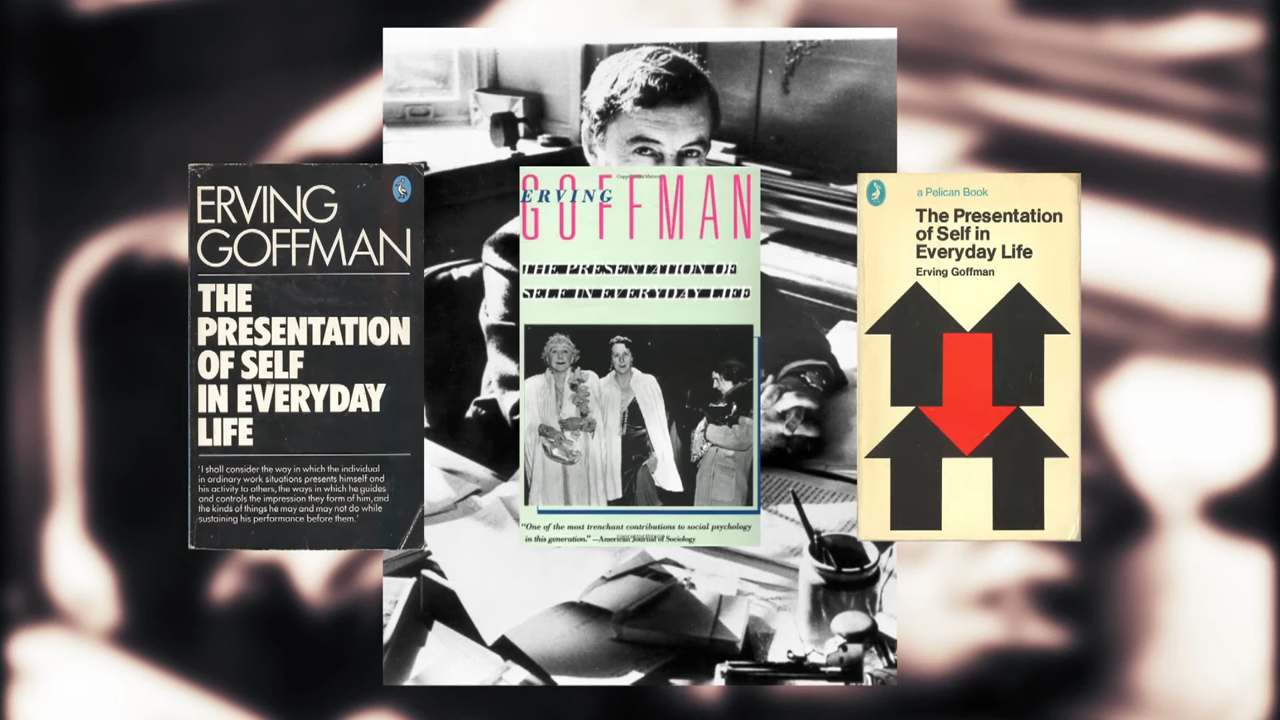 ERVING
GOFFMAN
THE
PRESENTATION
OF SELF
IN EVERYDAY
LIFE
'I shall consider the way in which the individual
in ordinary work situations presents himself and
his activity to others, the ways in which he guides
and controls the impression they form of him, and
the kinds of things he may and may not do while
sustaining his performance before them.'
ERVING
GOFFMAN
THE PRESENTATION OF
SELF IN EVERYDAY LIFE
"One of the most trenchant contributions to social psychology
in this generation." —American Journal of Sociology
a Pelican Book
The Presentation
of Self in
Everyday Life
Erving Goffman